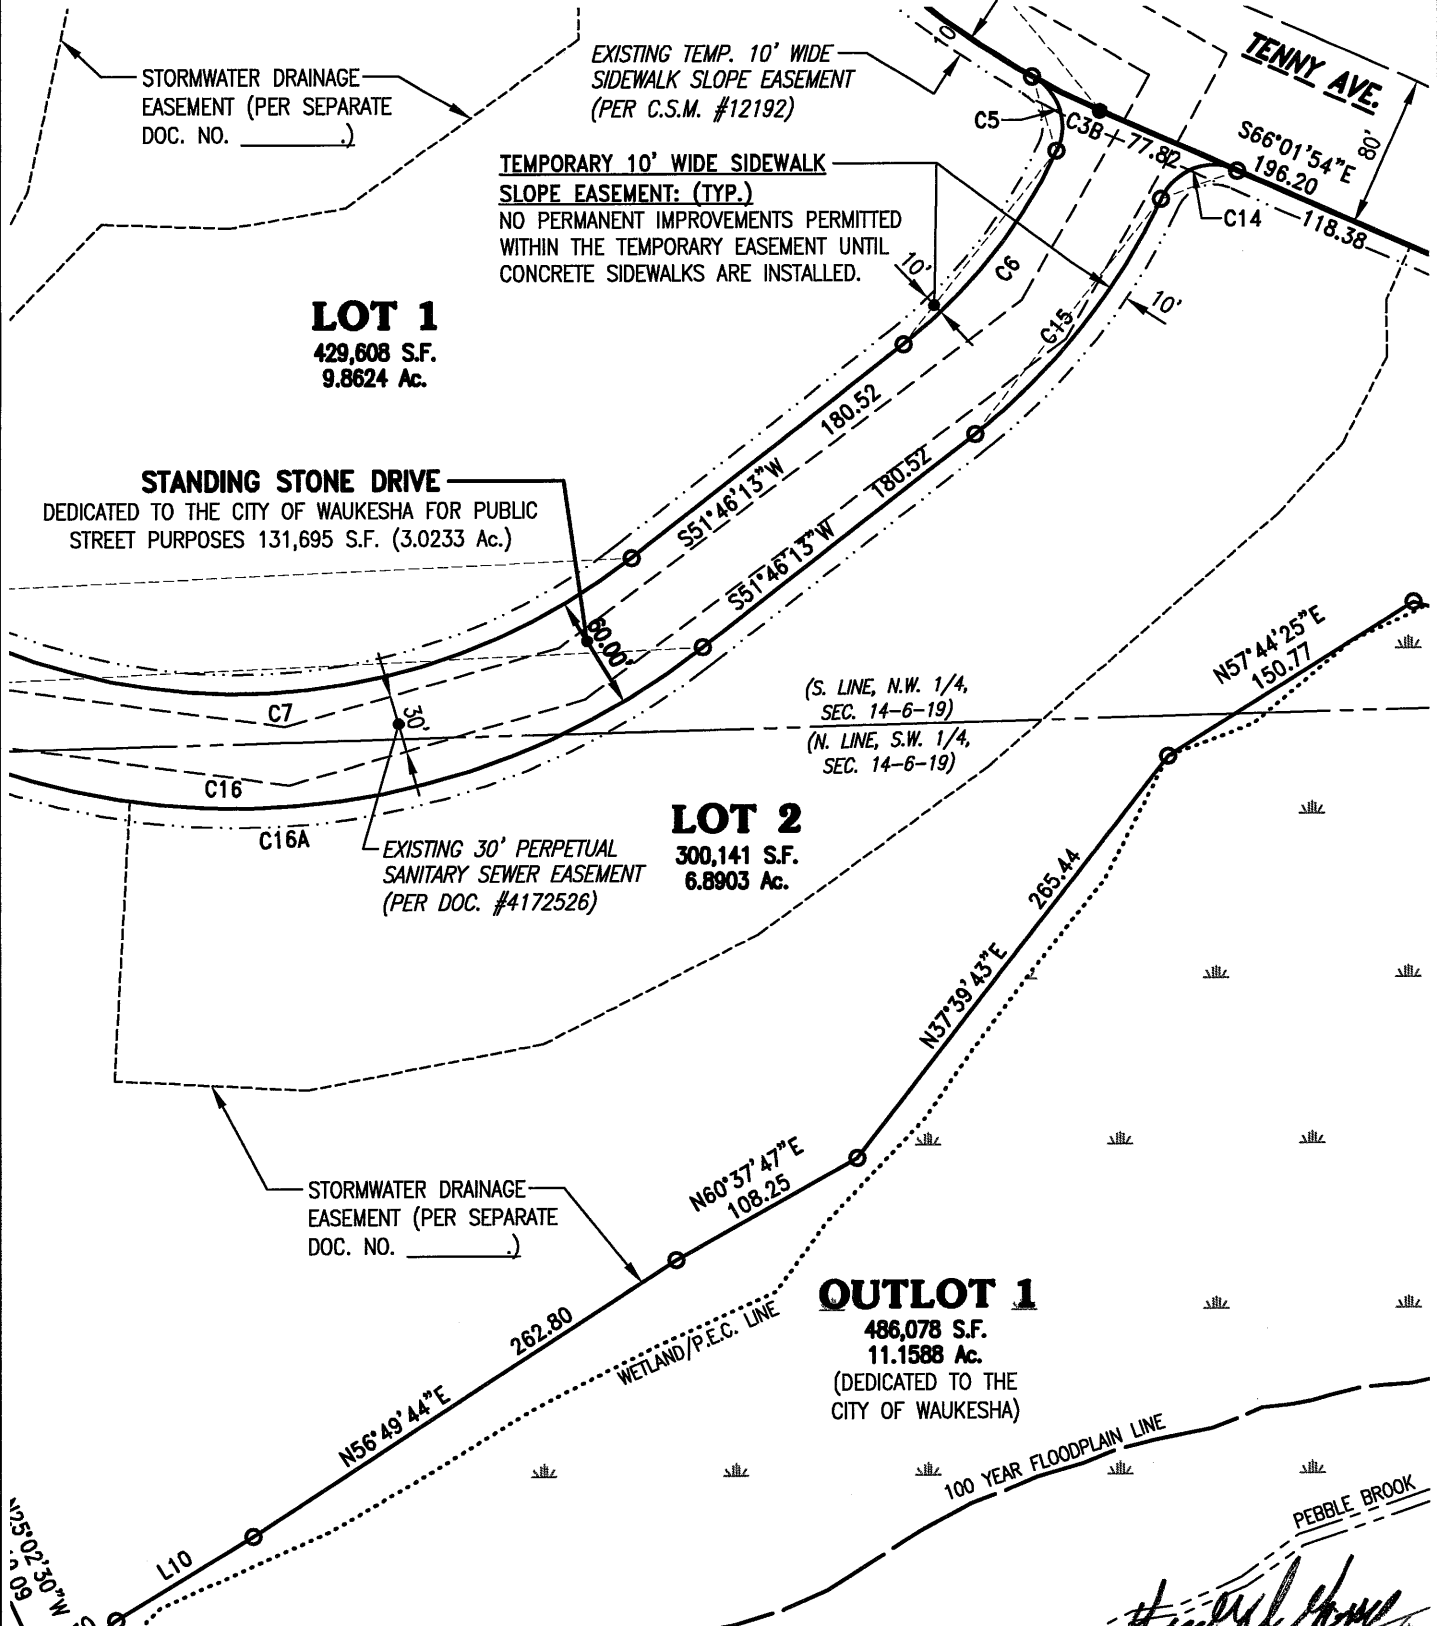 STORMWATER DRAINAGE
EASEMENT (PER SEPARATE
DOC. NO. ________.)
EXISTING TEMP. 10' WIDE
SIDEWALK SLOPE EASEMENT
(PER C.S.M. #12192)
10'
TENNY AVE.
80'
S66°01'54"E
196.20
C5
C3B
77.82
C14
118.38
TEMPORARY 10' WIDE SIDEWALK
SLOPE EASEMENT: (TYP.)
NO PERMANENT IMPROVEMENTS PERMITTED
WITHIN THE TEMPORARY EASEMENT UNTIL
CONCRETE SIDEWALKS ARE INSTALLED.
10'
C6
C15
10'
LOT 1
429,608 S.F.
9.8624 Ac.
180.52
S51°46'13"W
180.52
S51°46'13"W
STANDING STONE DRIVE
DEDICATED TO THE CITY OF WAUKESHA FOR PUBLIC
STREET PURPOSES 131,695 S.F. (3.0233 Ac.)
60.00'
30'
C7
C16
C16A
N57°44'25"E
150.77
(S. LINE, N.W. 1/4,
SEC. 14-6-19)
(N. LINE, S.W. 1/4,
SEC. 14-6-19)
LOT 2
300,141 S.F.
6.8903 Ac.
EXISTING 30' PERPETUAL
SANITARY SEWER EASEMENT
(PER DOC. #4172526)
265.44
N37°39'43"E
N60°37'47"E
108.25
STORMWATER DRAINAGE
EASEMENT (PER SEPARATE
DOC. NO. ________.)
262.80
N56°49'44"E
WETLAND/P.E.C. LINE
OUTLOT 1
486,078 S.F.
11.1588 Ac.
(DEDICATED TO THE
CITY OF WAUKESHA)
100 YEAR FLOODPLAIN LINE
PEBBLE BROOK
L10
N25°02'30"W